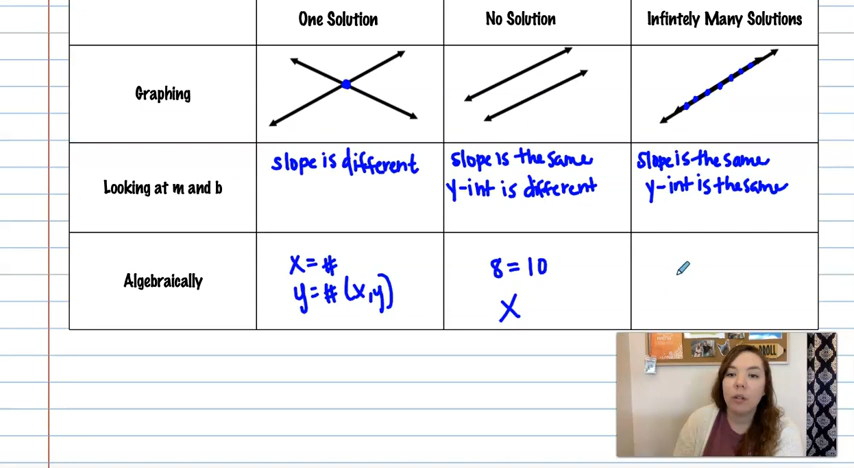 One Solution
No Solution
Infintely Many Solutions
Graphing
Looking at m and b
slope is different
slope is the same
y-int is different
slope is the same
y-int is the same
Algebraically
x = #
y = # (x,y)
8 = 10
X